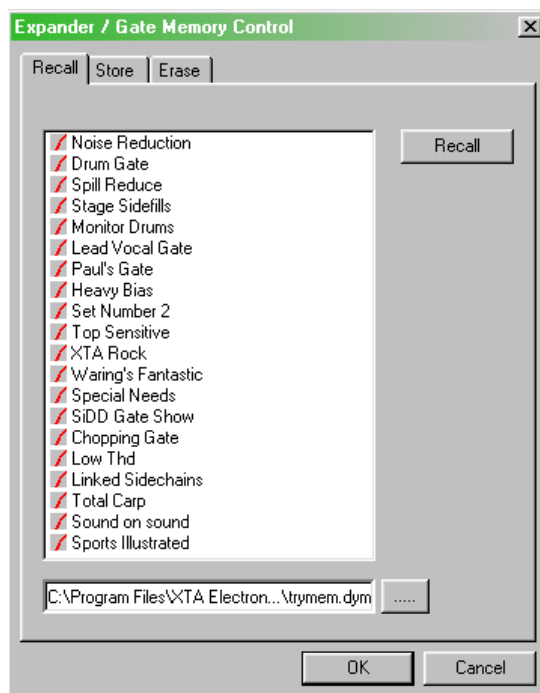 Expander / Gate Memory Control
Recall Store Erase
Noise Reduction
Recall
Drum Gate
Spill Reduce
Stage Sidefills
Monitor Drums
Lead Vocal Gate
Paul's Gate
Heavy Bias
Set Number 2
Top Sensitive
XTA Rock
Waring's Fantastic
Special Needs
SiDD Gate Show
Chopping Gate
Low Thd
Linked Sidechains
Total Carp
Sound on sound
Sports Illustrated
C:\Program Files\XTA Electron...\trymem.dym .....
OK Cancel